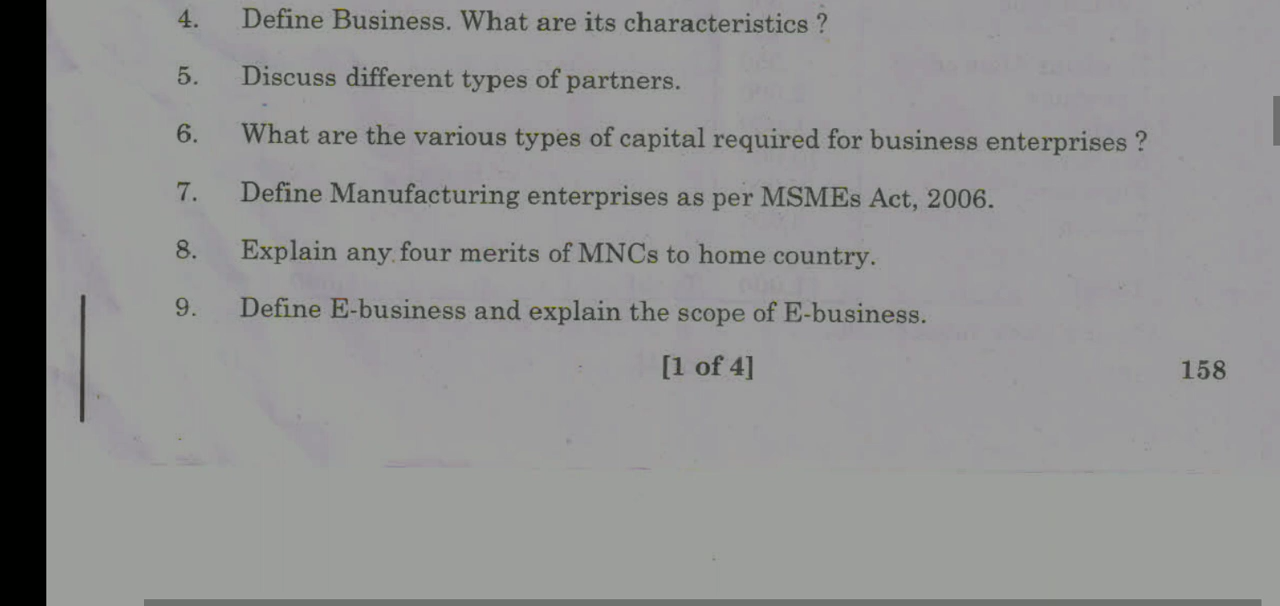 4. Define Business. What are its characteristics ?
5. Discuss different types of partners.
6. What are the various types of capital required for business enterprises ?
7. Define Manufacturing enterprises as per MSMEs Act, 2006.
8. Explain any four merits of MNCs to home country.
9. Define E-business and explain the scope of E-business.
[1 of 4] 158